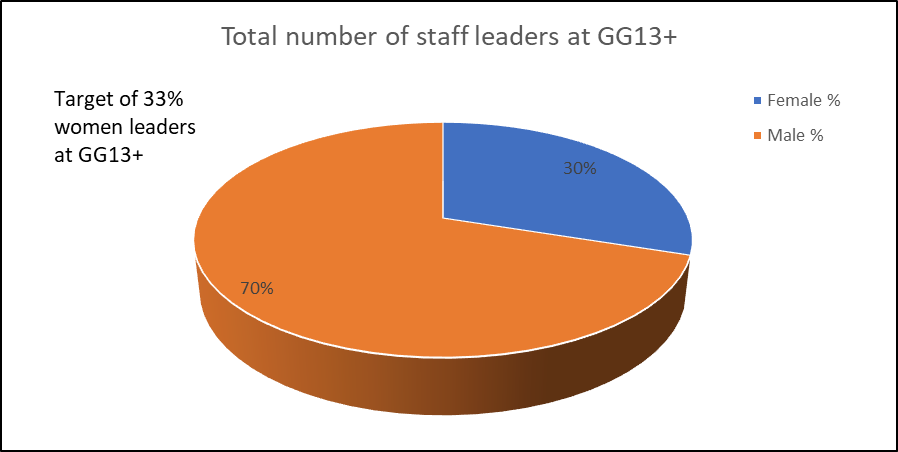 Total number of staff leaders at GG13+
Target of 33%
women leaders
at GG13+
Female %
Male %
30%
70%